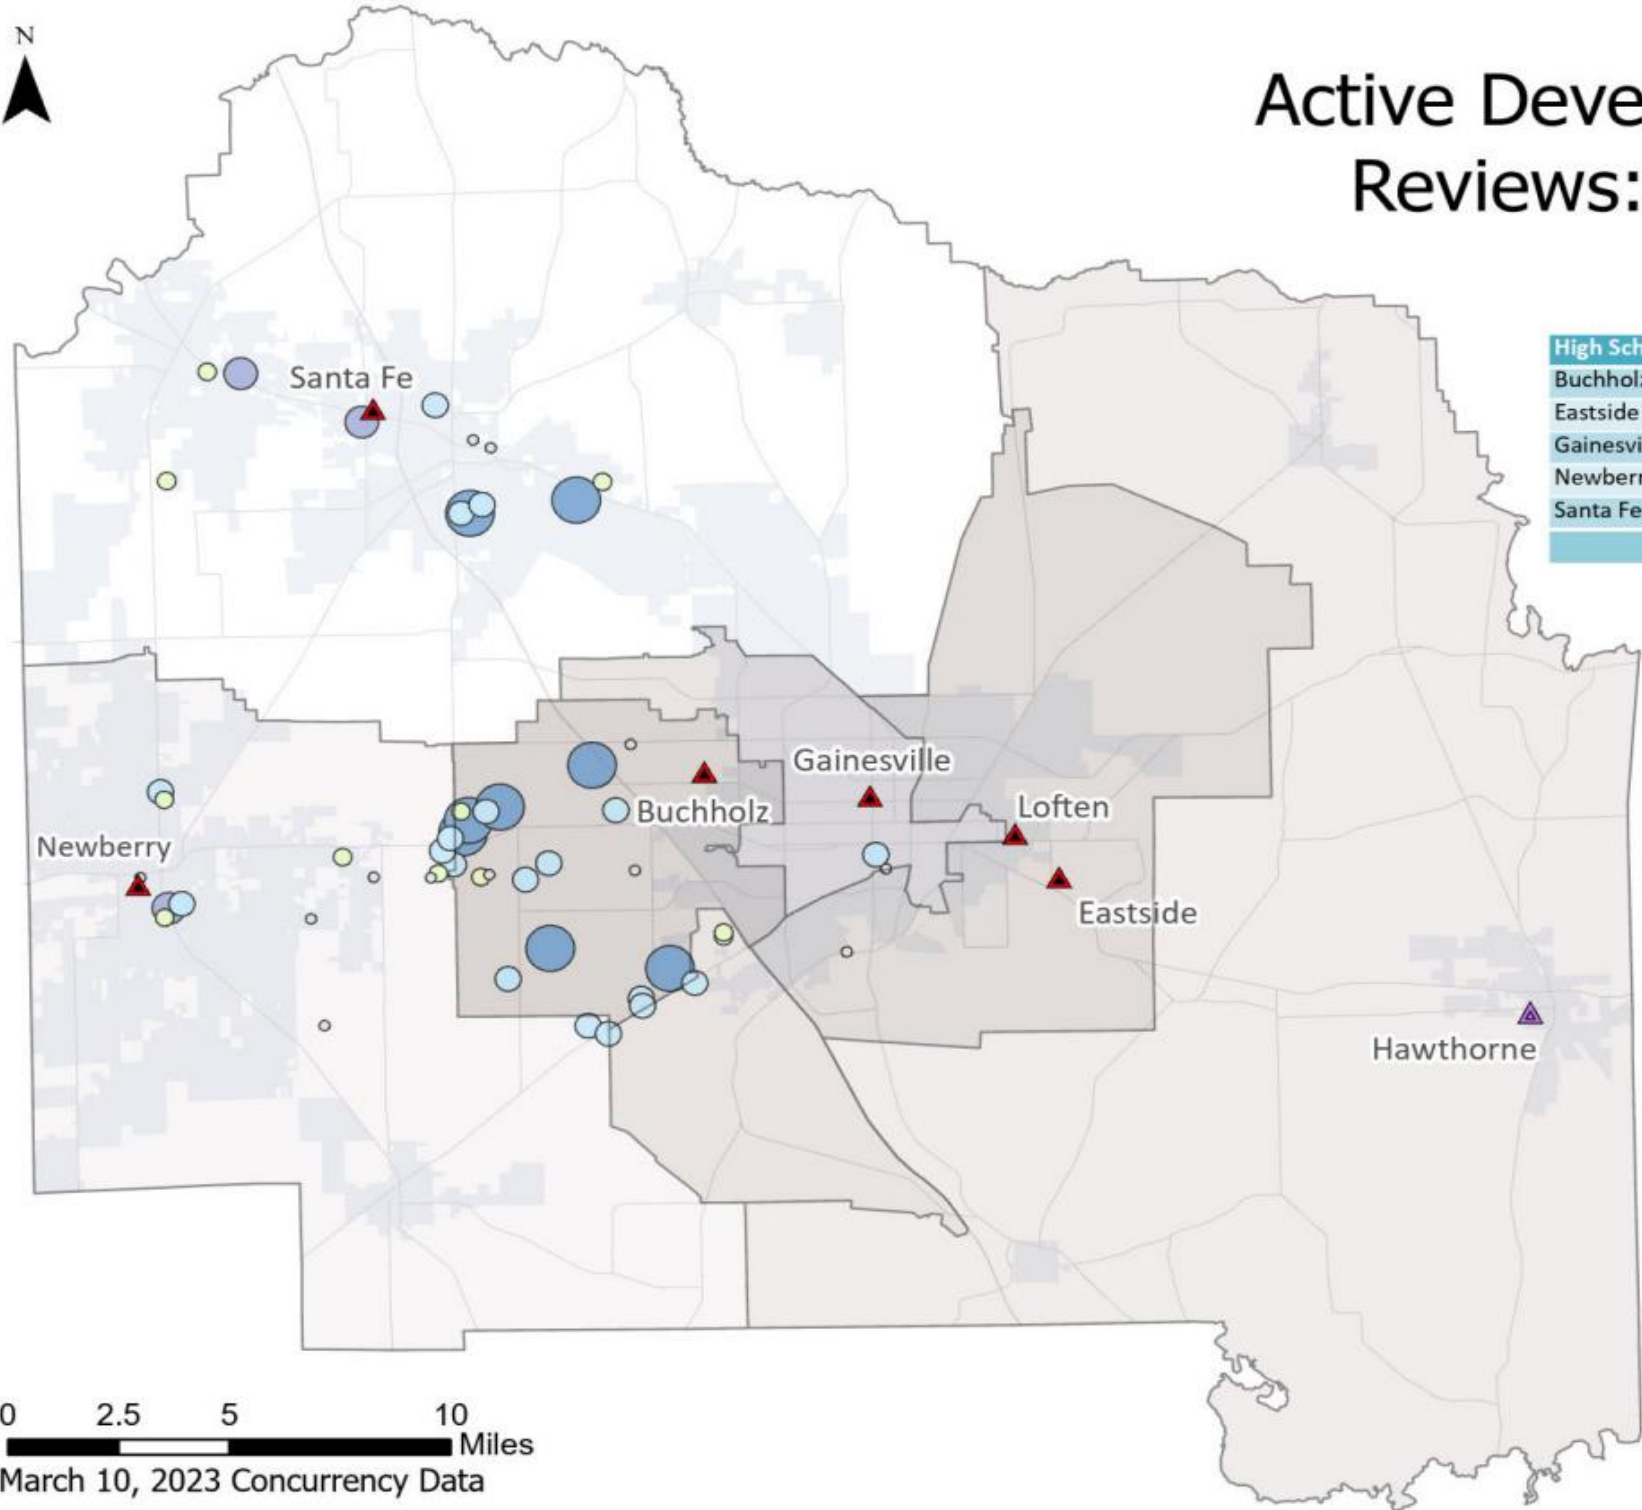 N
Active Deve
Reviews:
High Sch
Buchholz
Eastside
Gainesvi
Newberr
Santa Fe
Santa Fe
Gainesville
Buchholz
Loften
Newberry
Eastside
Hawthorne
0 2.5 5 10
Miles
March 10, 2023 Concurrency Data